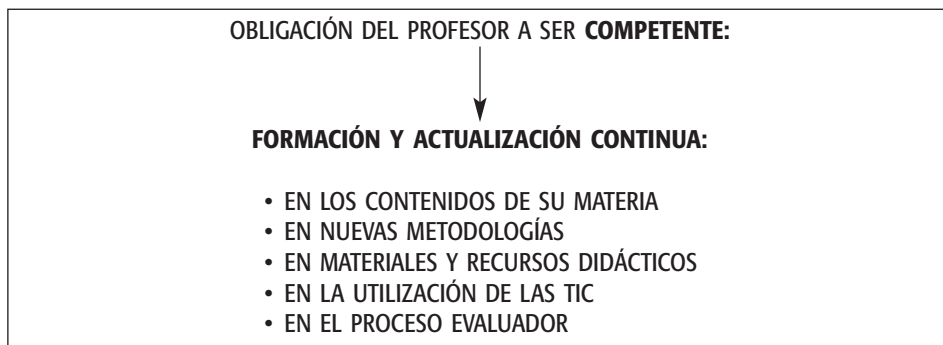 OBLIGACIÓN DEL PROFESOR A SER COMPETENTE:
FORMACIÓN Y ACTUALIZACIÓN CONTINUA:
• EN LOS CONTENIDOS DE SU MATERIA
• EN NUEVAS METODOLOGÍAS
• EN MATERIALES Y RECURSOS DIDÁCTICOS
• EN LA UTILIZACIÓN DE LAS TIC
• EN EL PROCESO EVALUADOR